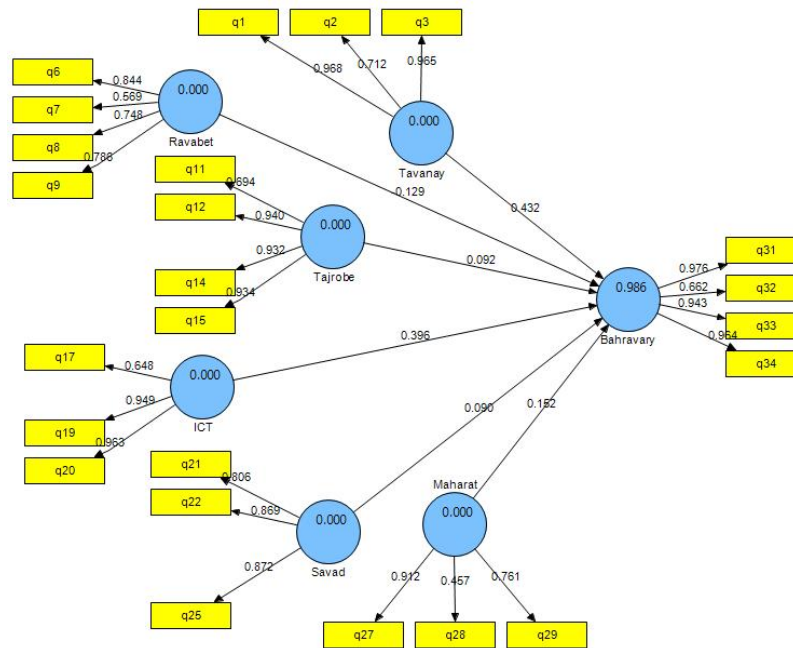 q1
q2
q3
0.968
0.712
0.965
0.000
Tavanay
q6
q7
q8
q9
0.844
0.569
0.748
0.786
0.000
Ravabet
0.129
0.432
q11
q12
q14
q15
0.694
0.940
0.932
0.934
0.000
Tajrobe
0.092
0.986
Bahravary
0.976
0.662
0.943
0.964
q31
q32
q33
q34
q17
q19
q20
0.648
0.949
0.963
0.000
ICT
0.396
q21
q22
q25
0.806
0.869
0.872
0.000
Savad
0.090
0.152
Maharat
0.000
0.912
0.457
0.761
q27
q28
q29